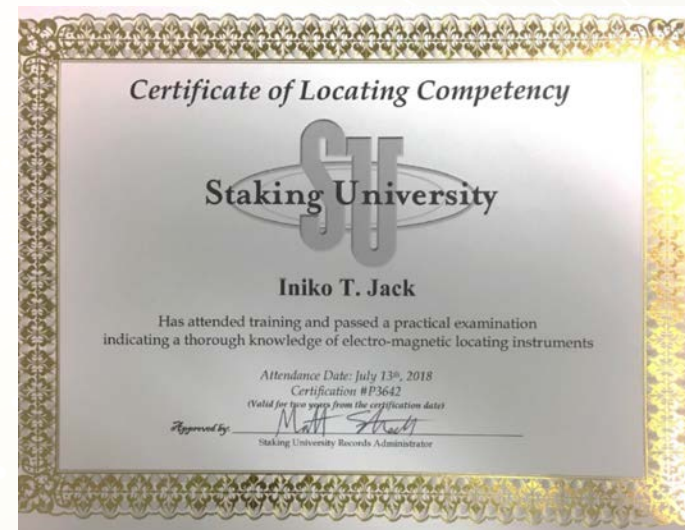 Certificate of Locating Competency
SU
Staking University
Iniko T. Jack
Has attended training and passed a practical examination
indicating a thorough knowledge of electro-magnetic locating instruments
Attendance Date: July 13th, 2018
Certification #P3642
(Valid for two years from the certification date)
Approved by:
Staking University Records Administrator